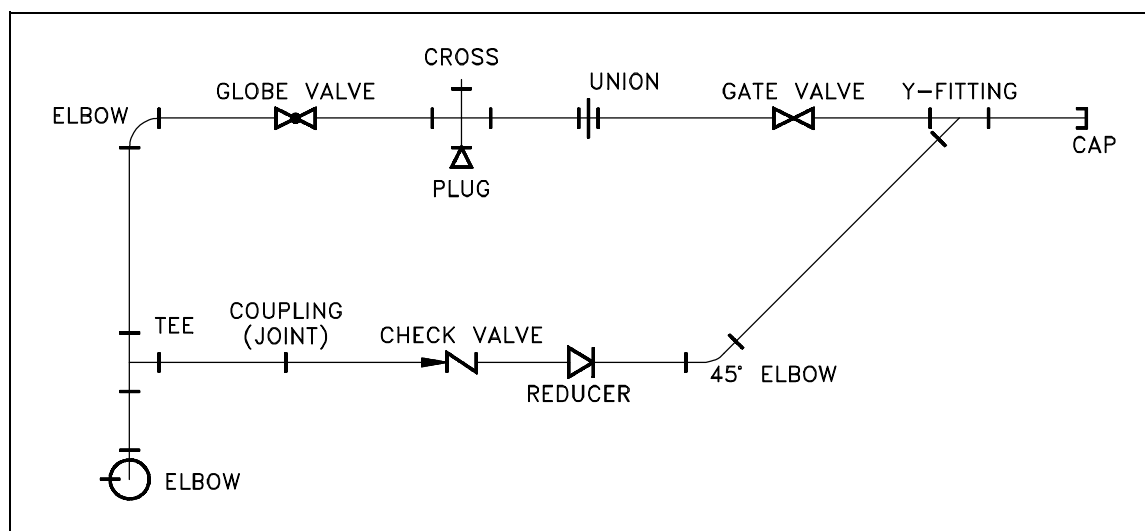 CROSS
GLOBE VALVE
UNION
GATE VALVE
Y-FITTING
ELBOW
CAP
PLUG
TEE
COUPLING
(JOINT)
CHECK VALVE
REDUCER
45° ELBOW
ELBOW